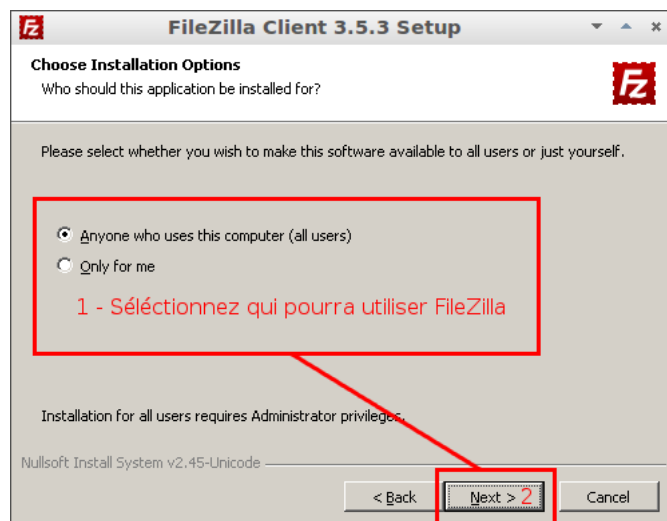 FileZilla Client 3.5.3 Setup
Choose Installation Options
Who should this application be installed for?
Please select whether you wish to make this software available to all users or just yourself.
Anyone who uses this computer (all users)
Only for me
1 - Séléctionnez qui pourra utiliser FileZilla
Installation for all users requires Administrator privileges.
Nullsoft Install System v2.45-Unicode
< Back Next > 2 Cancel